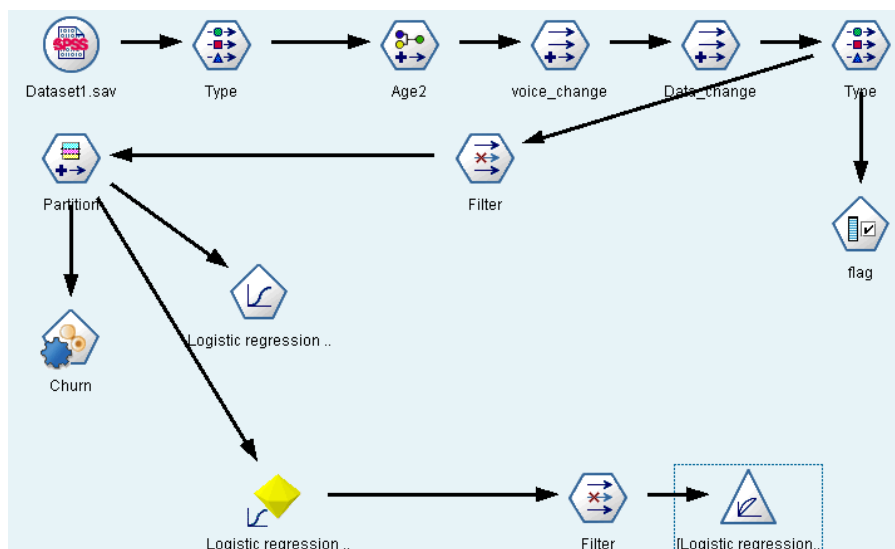 SPSS
Dataset1.sav
Type
Age2
voice_change
Data_change
Type
Partition
Filter
flag
Logistic regression ..
Churn
Logistic regression ..
Filter
[Logistic regression...